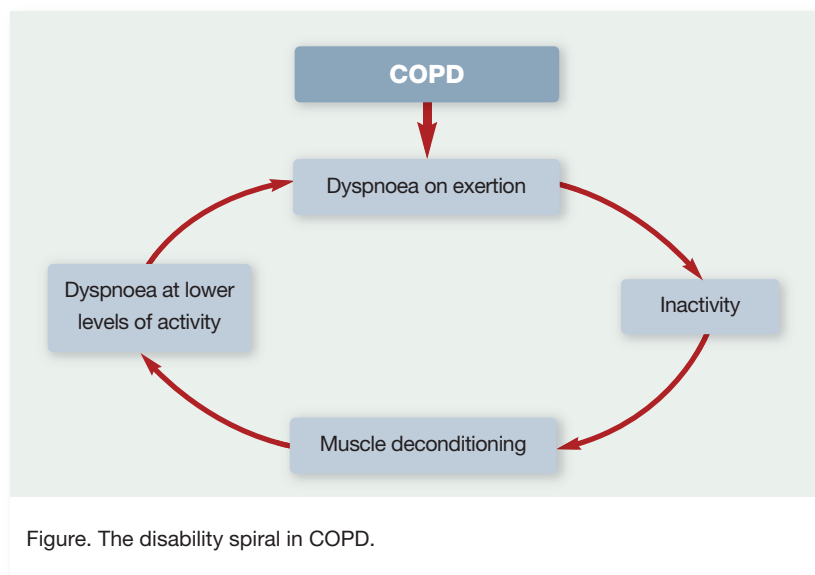 COPD
Dyspnoea on exertion
Inactivity
Muscle deconditioning
Dyspnoea at lower
levels of activity
Figure. The disability spiral in COPD.